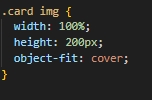 .card img {
  width: 100%;
  height: 200px;
  object-fit: cover;
}